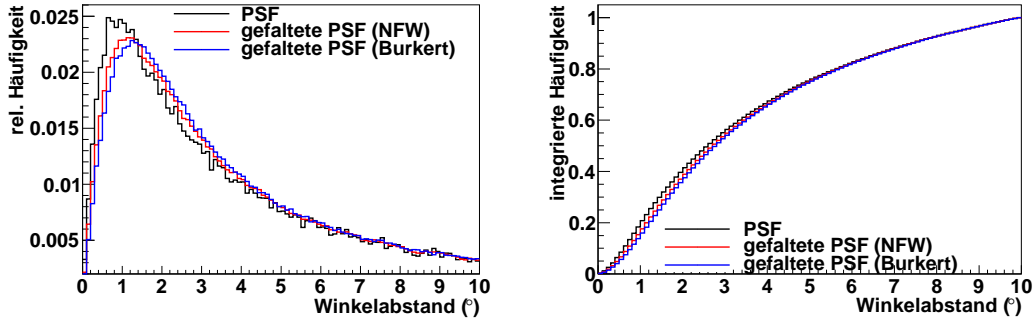 rel. Häufigkeit
0.025
0.02
0.015
0.01
0.005
PSF
gefaltete PSF (NFW)
gefaltete PSF (Burkert)
0 1 2 3 4 5 6 7 8 9 10
Winkelabstand (°)
integrierte Häufigkeit
1
0.8
0.6
0.4
0.2
0
PSF
gefaltete PSF (NFW)
gefaltete PSF (Burkert)
0 1 2 3 4 5 6 7 8 9 10
Winkelabstand (°)